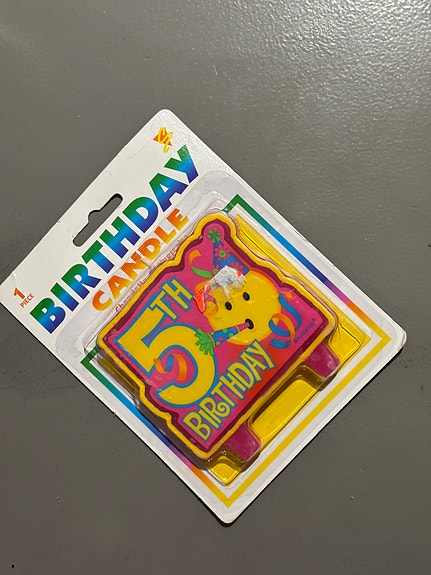 1
PIECE
BIRTHDAY
CANDLE
5TH
BIRTHDAY